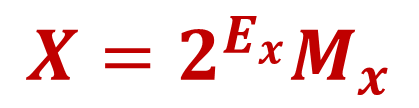 X = 2^{E_x} M_x